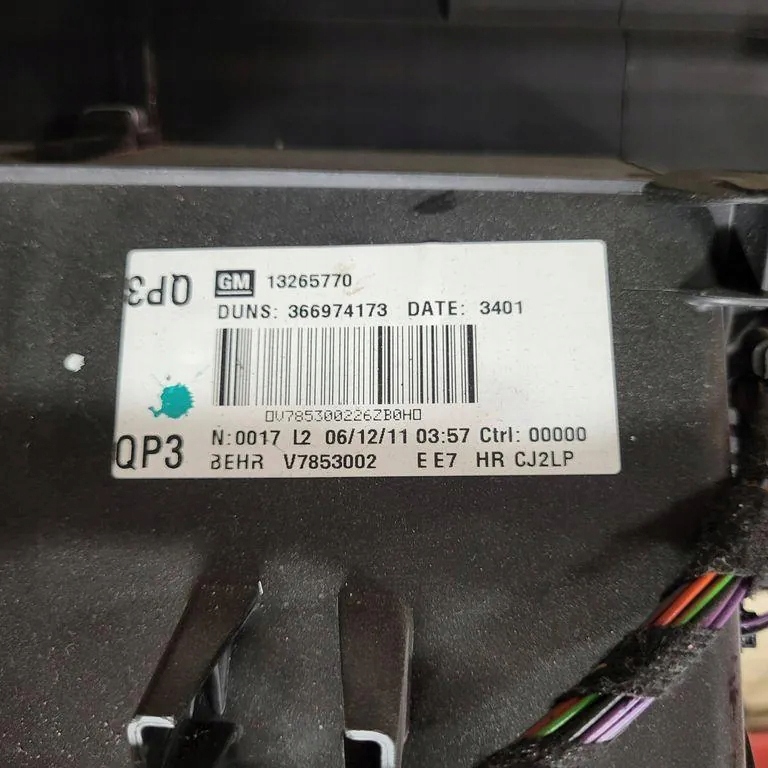 QP3
GM 13265770
DUNS: 366974173 DATE: 3401
V785300226ZB0H
N:0017 L2 06/12/11 03:57 Ctrl: 00000
QP3
BEHR V7853002 E E7 HR CJ2LP